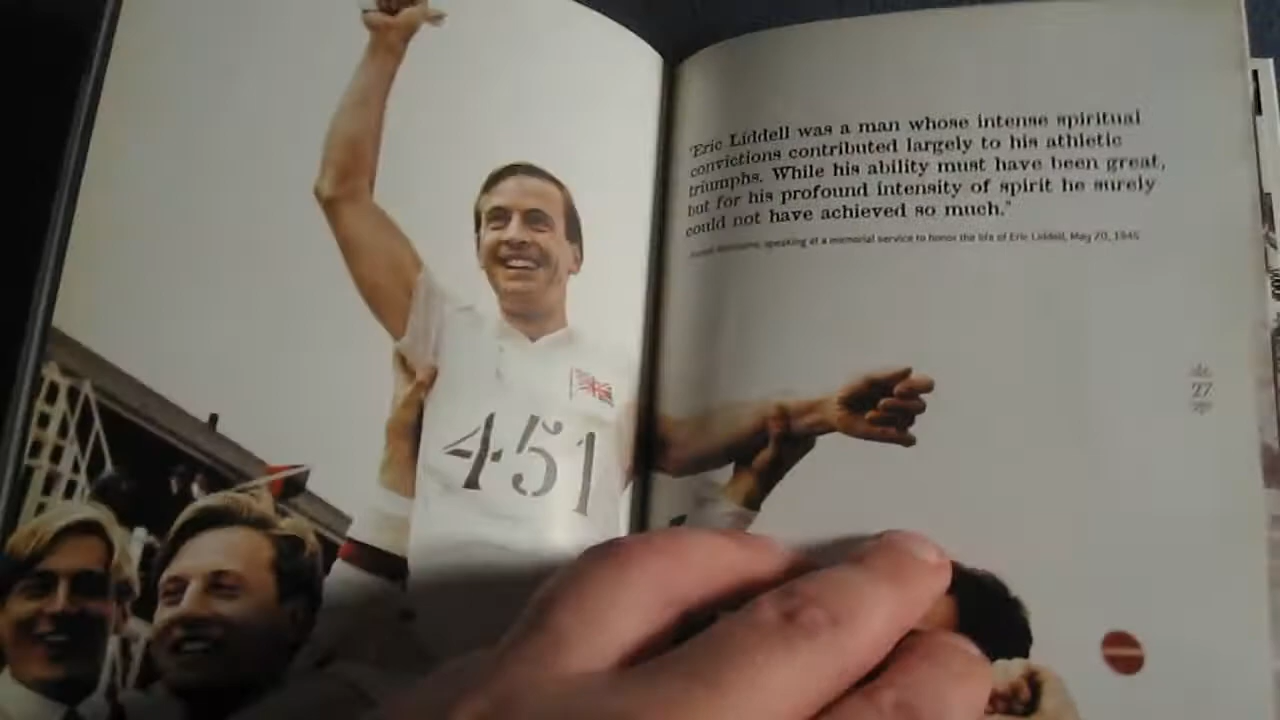 451
"Eric Liddell was a man whose intense spiritual
convictions contributed largely to his athletic
triumphs. While his ability must have been great,
but for his profound intensity of spirit he surely
could not have achieved so much."
speaking at a memorial service to honor the life of Eric Liddell, May 20, 1945
27